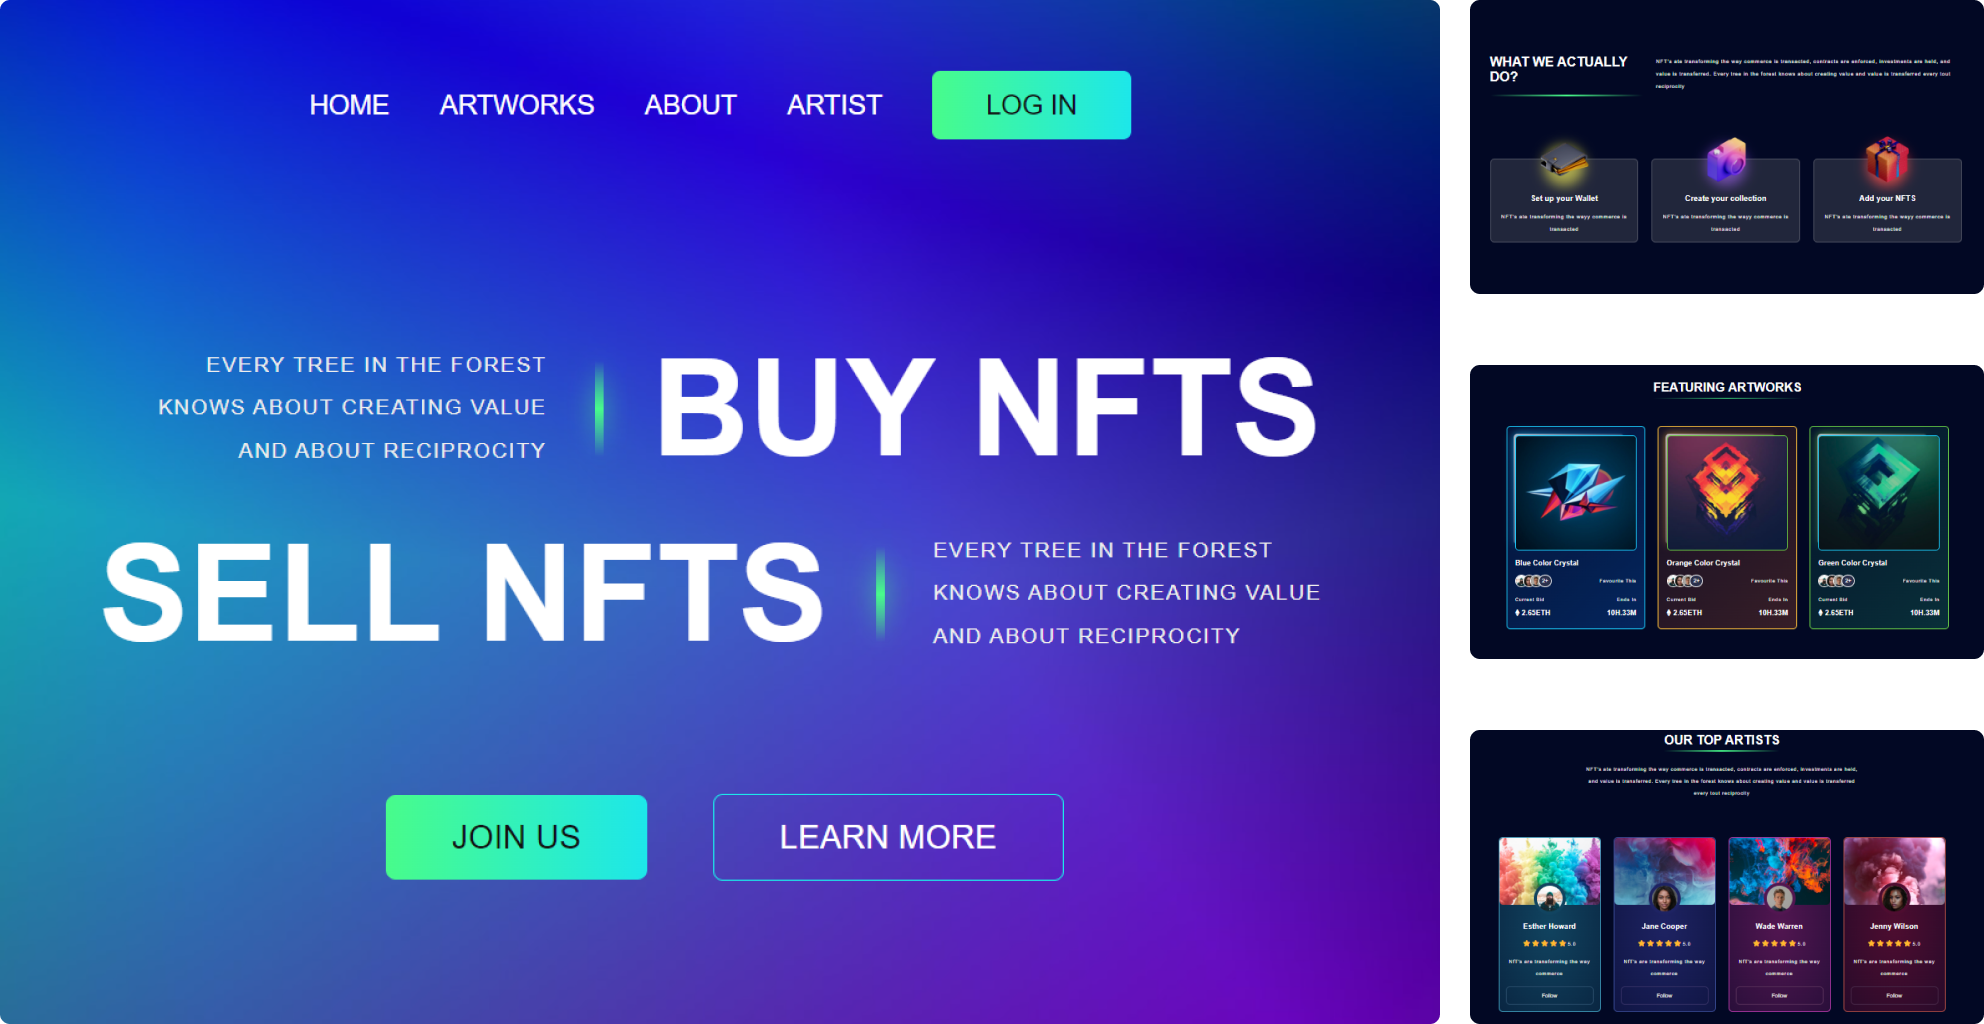 HOME ARTWORKS ABOUT ARTIST LOG IN
EVERY TREE IN THE FOREST
KNOWS ABOUT CREATING VALUE
AND ABOUT RECIPROCITY
BUY NFTS
SELL NFTS
EVERY TREE IN THE FOREST
KNOWS ABOUT CREATING VALUE
AND ABOUT RECIPROCITY
JOIN US LEARN MORE
WHAT WE ACTUALLY
DO?
NFT's ate transforming the way commerce is transacted, contracts are enforced, investments are held, and
value is transferred. Every tree in the forest knows about creating value and value is transferred every tout
reciprocity
Set up your Wallet
NFT's ate transforming the wayy commerce is
transacted
Create your collection
NFT's ate transforming the wayy commerce is
transacted
Add your NFTS
NFT's ate transforming the wayy commerce is
transacted
FEATURING ARTWORKS
Blue Color Crystal
2+ Favourite This
Current Bid Ends In
2.65ETH 10H.33M
Orange Color Crystal
2+ Favourite This
Current Bid Ends In
2.65ETH 10H.33M
Green Color Crystal
2+ Favourite This
Current Bid Ends In
2.65ETH 10H.33M
OUR TOP ARTISTS
NFT's ate transforming the way commerce is transacted, contracts are enforced, investments are held,
and value is transferred. Every tree in the forest knows about creating value and value is transferred
every tout reciprocity
Esther Howard
5.0
NfT's are transforming the way
commerce
Follow
Jane Cooper
5.0
NfT's are transforming the way
commerce
Follow
Wade Warren
5.0
NfT's are transforming the way
commerce
Follow
Jenny Wilson
5.0
NfT's are transforming the way
commerce
Follow